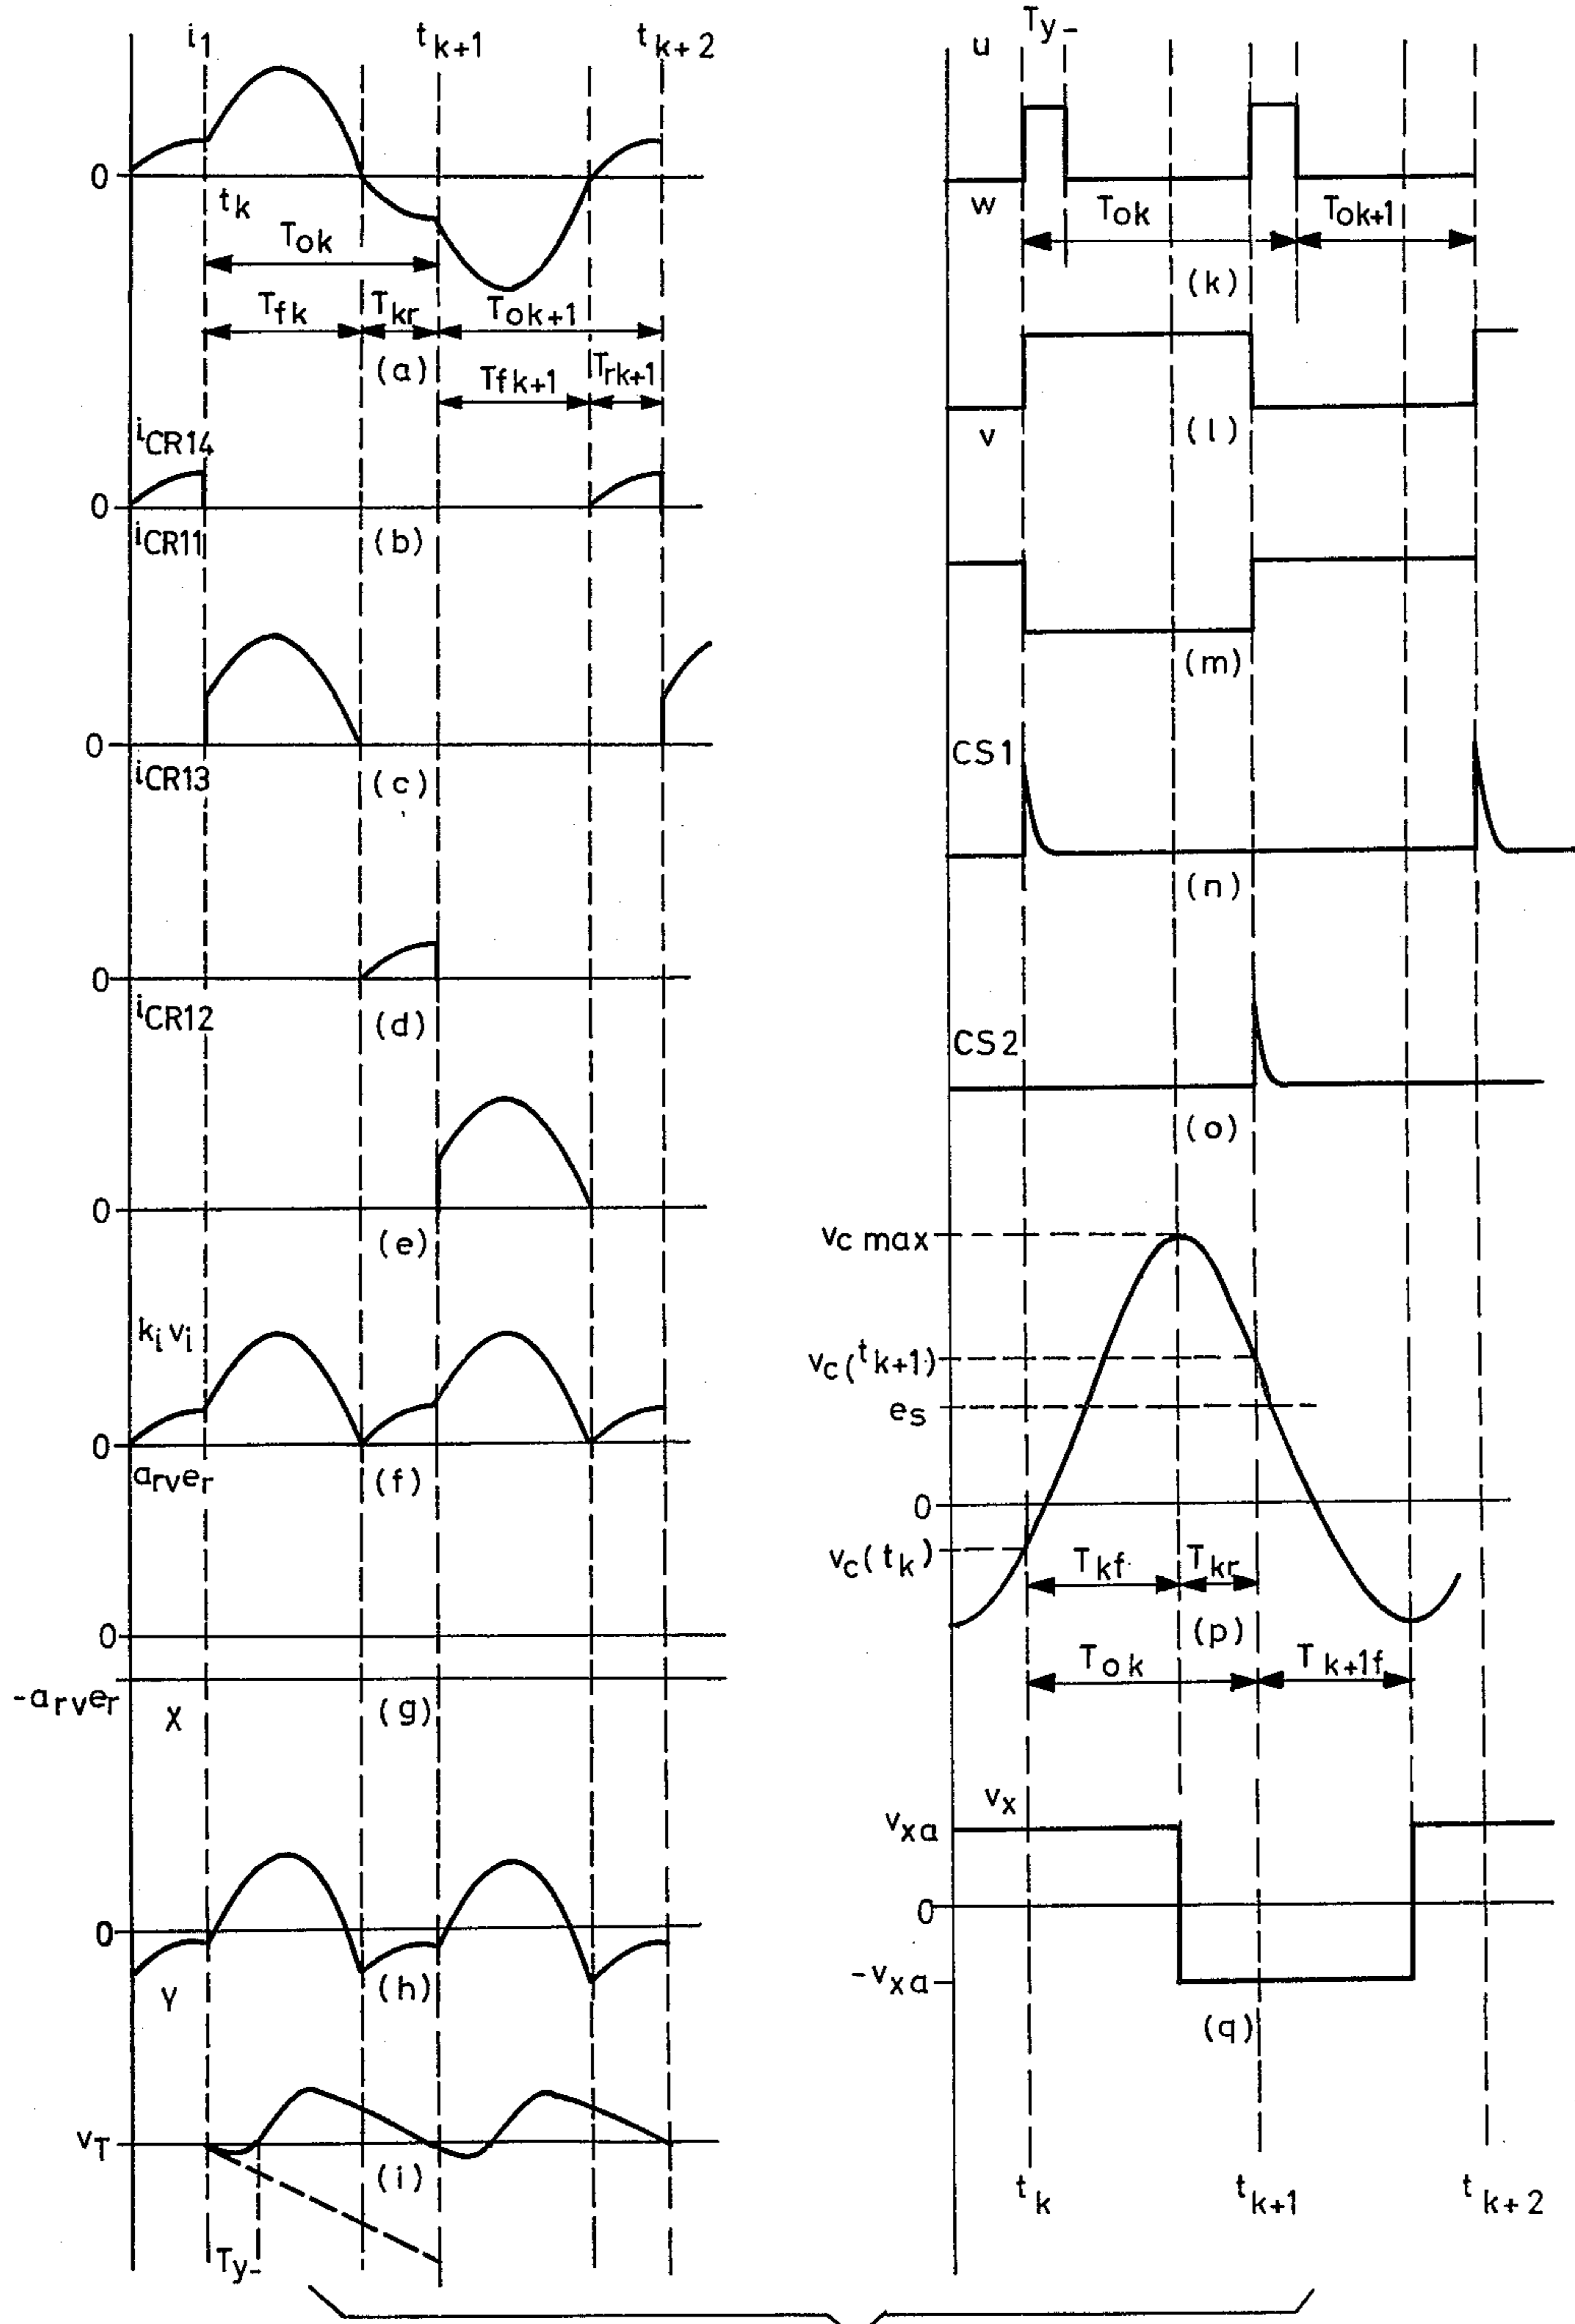 i1 tk+1 tk+2
0
tk
Tok
Tfk Tkr Tok+1
(a) Tfk+1 Trk+1
iCR14
0
iCR11 (b)
0
iCR13 (c)
0
iCR12 (d)
0
(e)
kivi
0
arver (f)
0
-arver X (g)
0
Y (h)
vT
(i)
Ty-
u Ty-
w Tok Tok+1
(k)
v (l)
(m)
CS1
(n)
CS2
(o)
vc max
vc(tk+1)
es
0
vc(tk) Tkf Tkr
(p)
Tok Tk+1f
vx
vxa
0
-vxa
(q)
tk tk+1 tk+2